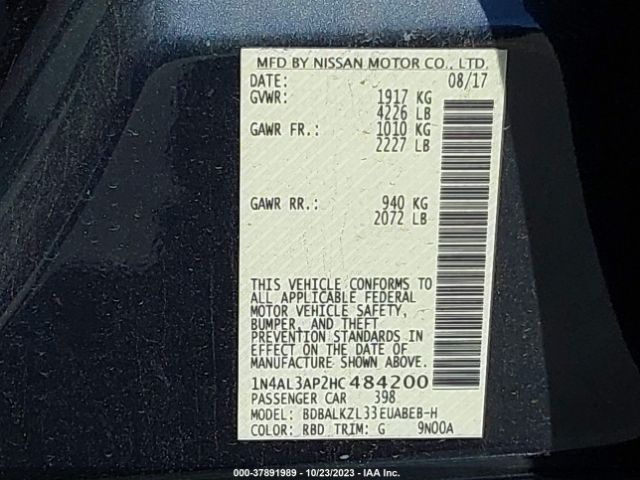 MFD BY NISSAN MOTOR CO., LTD.
DATE: 08/17
GVWR: 1917 KG
4226 LB
GAWR FR.: 1010 KG
2227 LB
GAWR RR.: 940 KG
2072 LB
THIS VEHICLE CONFORMS TO
ALL APPLICABLE FEDERAL
MOTOR VEHICLE SAFETY,
BUMPER, AND THEFT
PREVENTION STANDARDS IN
EFFECT ON THE DATE OF
MANUFACTURE SHOWN ABOVE.
1N4AL3AP2HC484200
PASSENGER CAR 398
MODEL: BDBALKZL33EUABEB-H
COLOR: RBD TRIM: G 9N00A
000-37891989 - 10/23/2023 - IAA Inc.